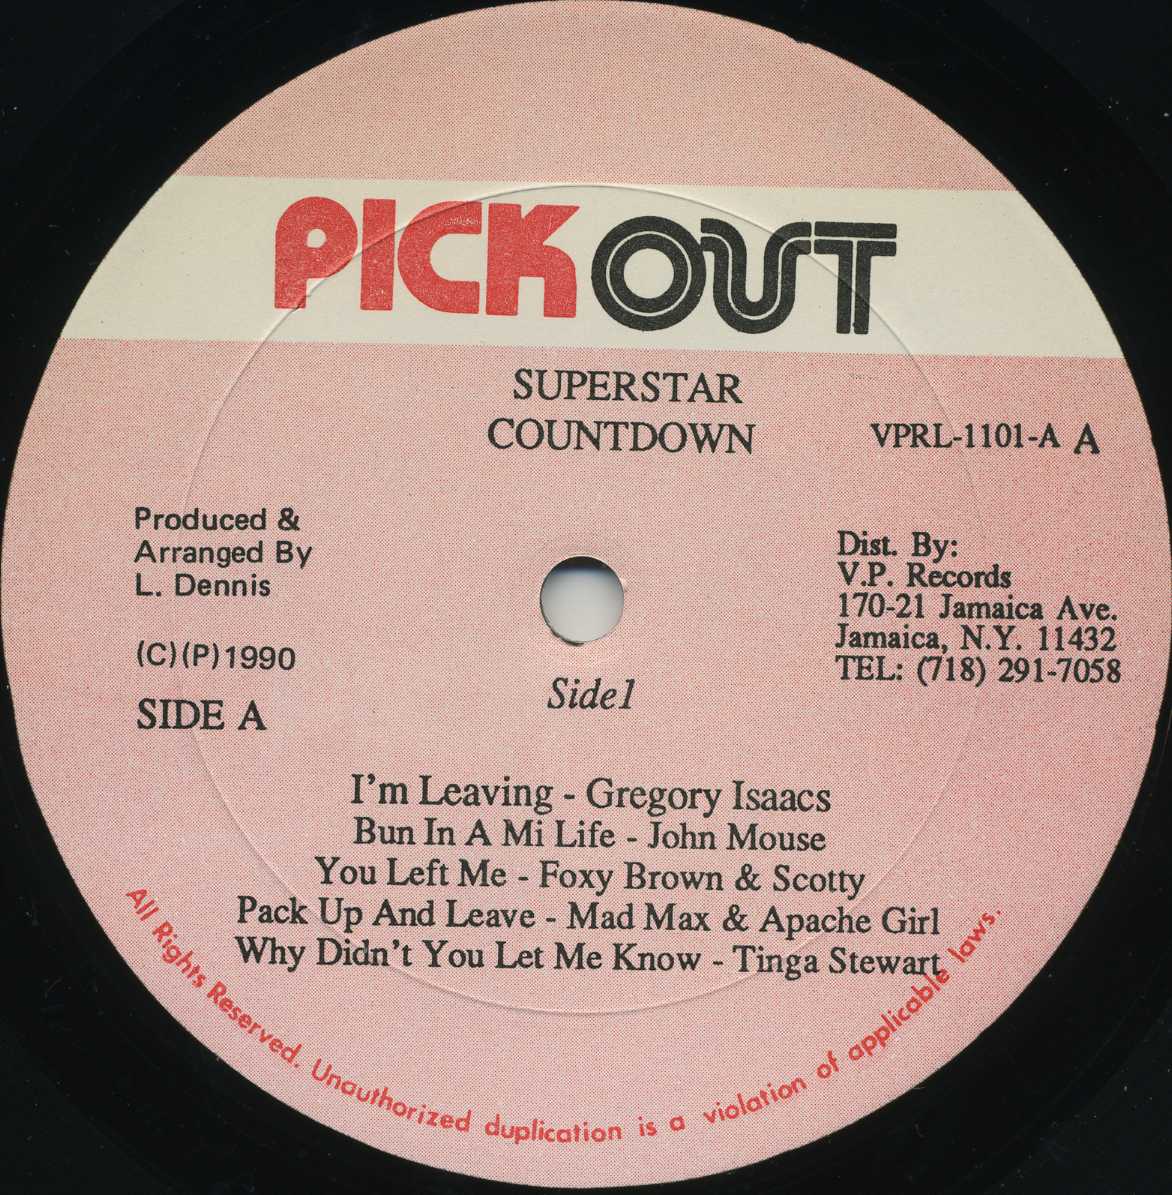 PICK OUT
SUPERSTAR
COUNTDOWN
VPRL-1101-A A
Produced &
Arranged By
L. Dennis
(C)(P)1990
SIDE A
Dist. By:
V.P. Records
170-21 Jamaica Ave.
Jamaica, N.Y. 11432
TEL: (718) 291-7058
Side1
I'm Leaving - Gregory Isaacs
Bun In A Mi Life - John Mouse
You Left Me - Foxy Brown & Scotty
Pack Up And Leave - Mad Max & Apache Girl
Why Didn't You Let Me Know - Tinga Stewart
All Rights Reserved. Unauthorized duplication is a violation of applicable laws.